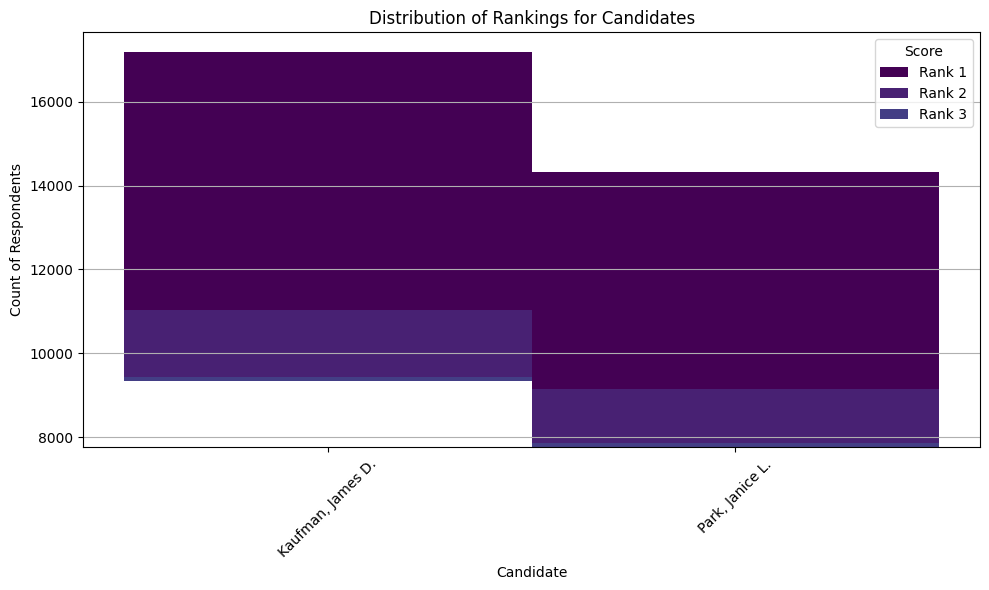 Distribution of Rankings for Candidates
Score
Rank 1
Rank 2
Rank 3
Count of Respondents
16000
14000
12000
10000
8000
Kaufman, James D.
Park, Janice L.
Candidate